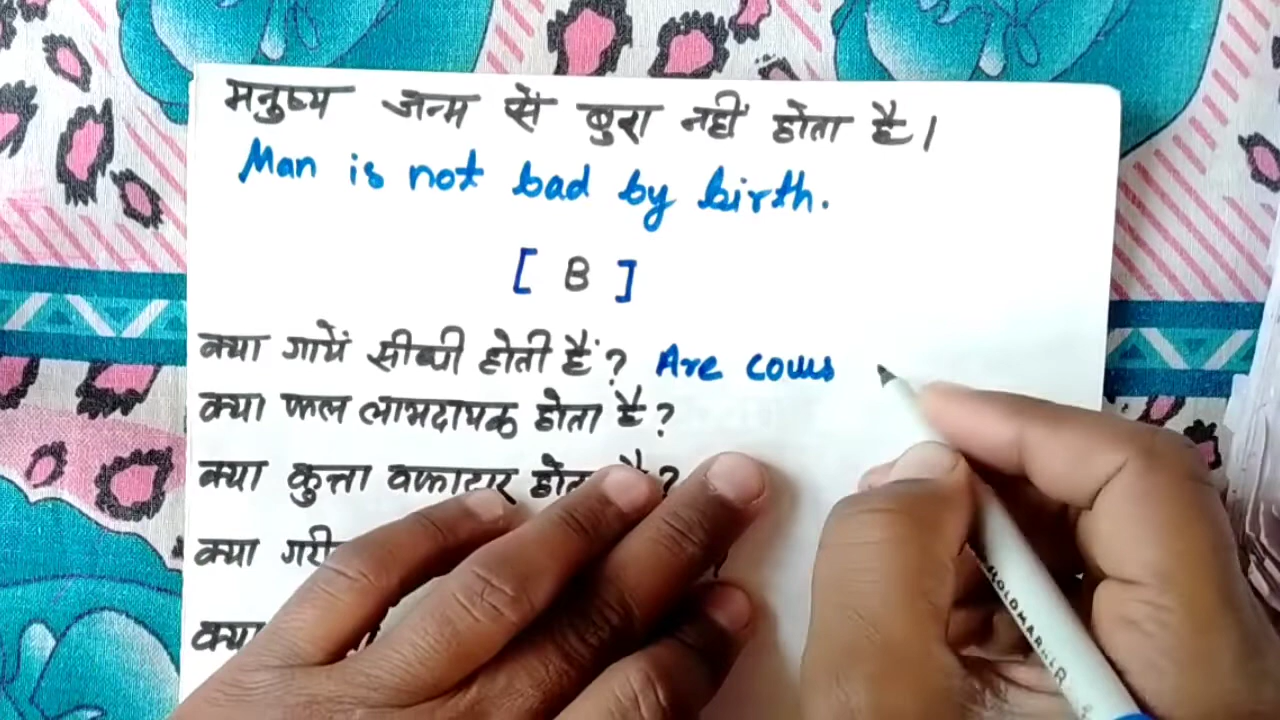 मनुष्य जन्म से बुरा नहीं होता है।
Man is not bad by birth.
[ B ]
क्या गायें सीधी होती हैं? Are cows
क्या फल लाभदायक होता है?
क्या कुत्ता वफादार होता है?
क्या
क्या